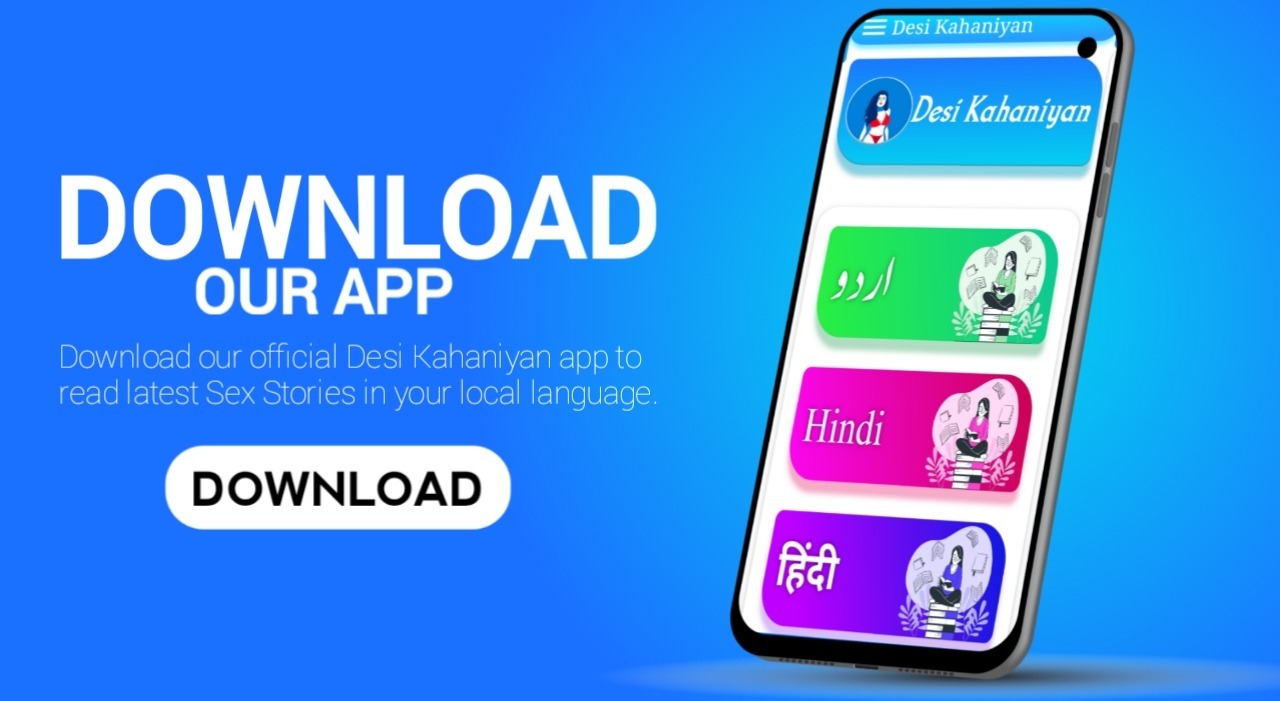 DOWNLOAD
OUR APP
Download our official Desi Kahaniyan app to
read latest Sex Stories in your local language.
DOWNLOAD
Desi Kahaniyan
Desi Kahaniyan
اردو
Hindi
हिंदी